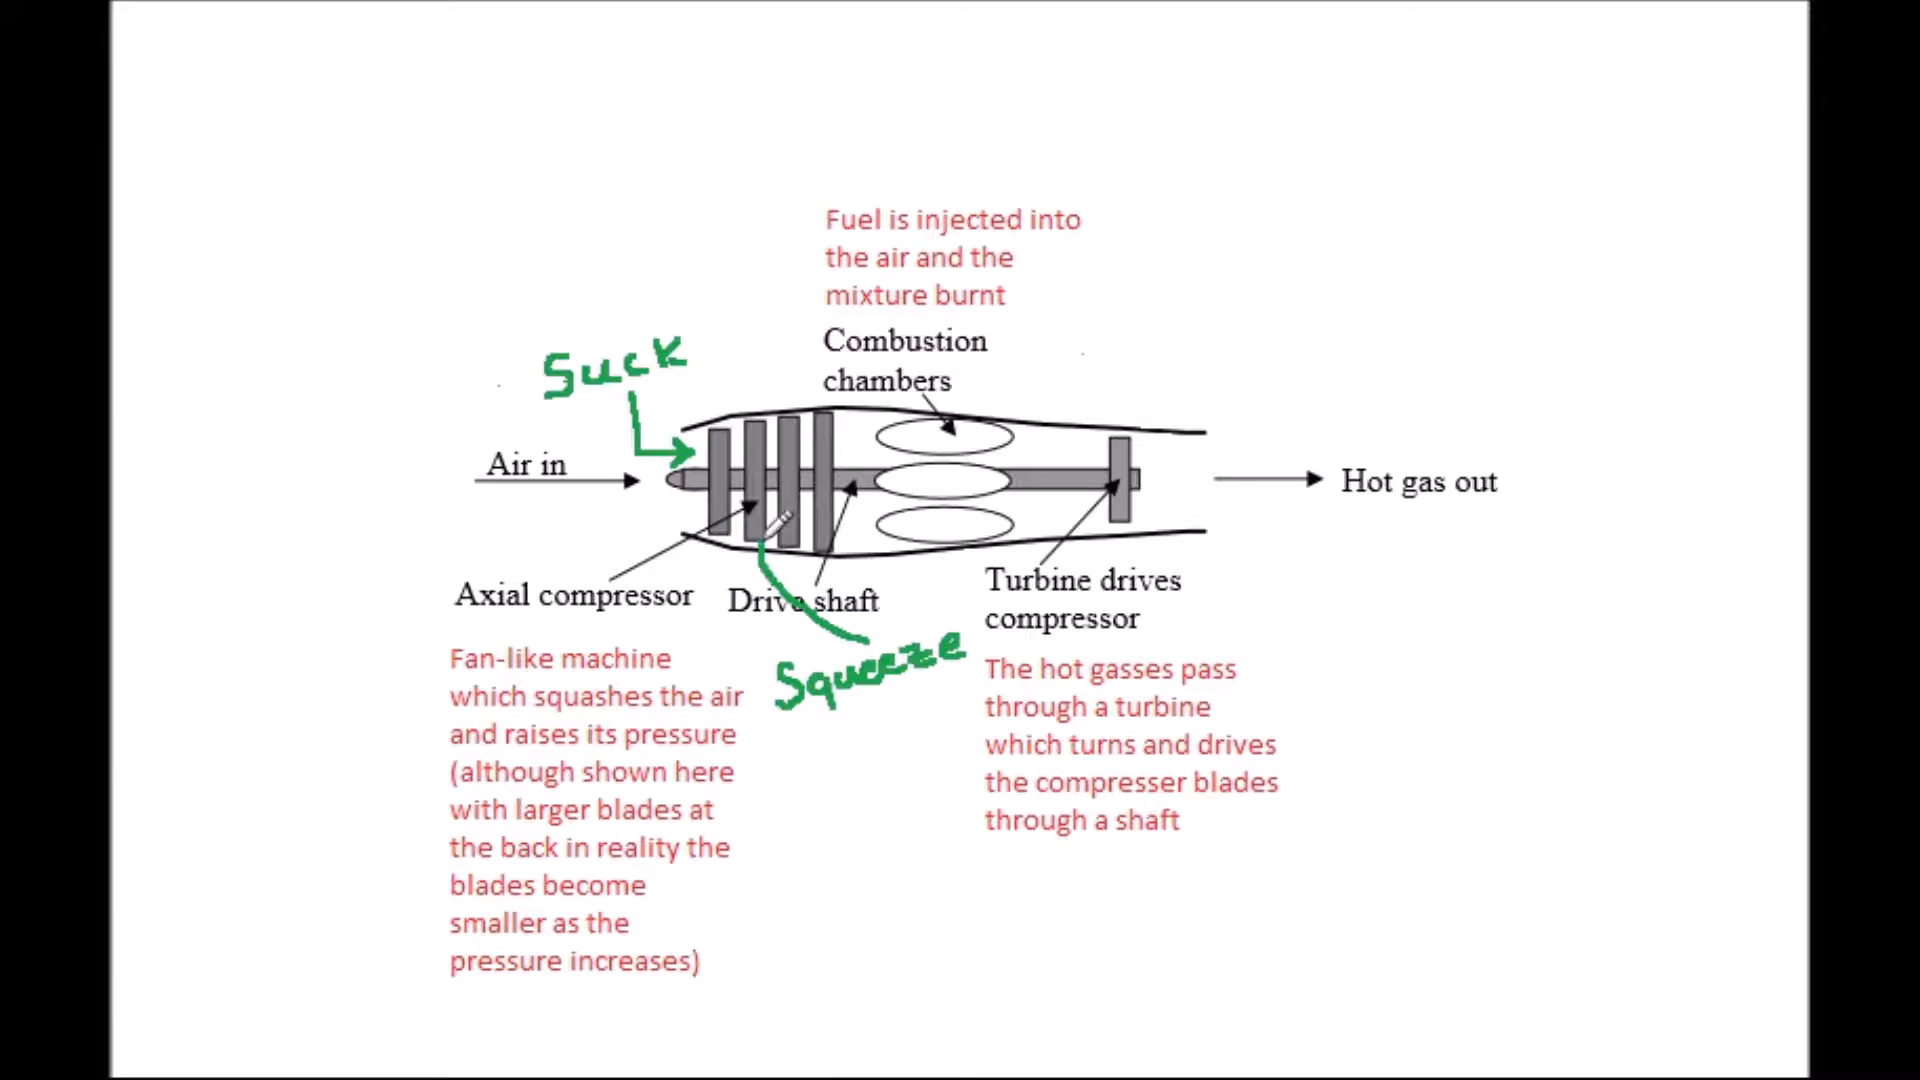 Fuel is injected into
the air and the
mixture burnt
Combustion
chambers
Suck
Air in
Hot gas out
Axial compressor
Drive shaft
Turbine drives
compressor
Squeeze
Fan-like machine
which squashes the air
and raises its pressure
(although shown here
with larger blades at
the back in reality the
blades become
smaller as the
pressure increases)
The hot gasses pass
through a turbine
which turns and drives
the compresser blades
through a shaft